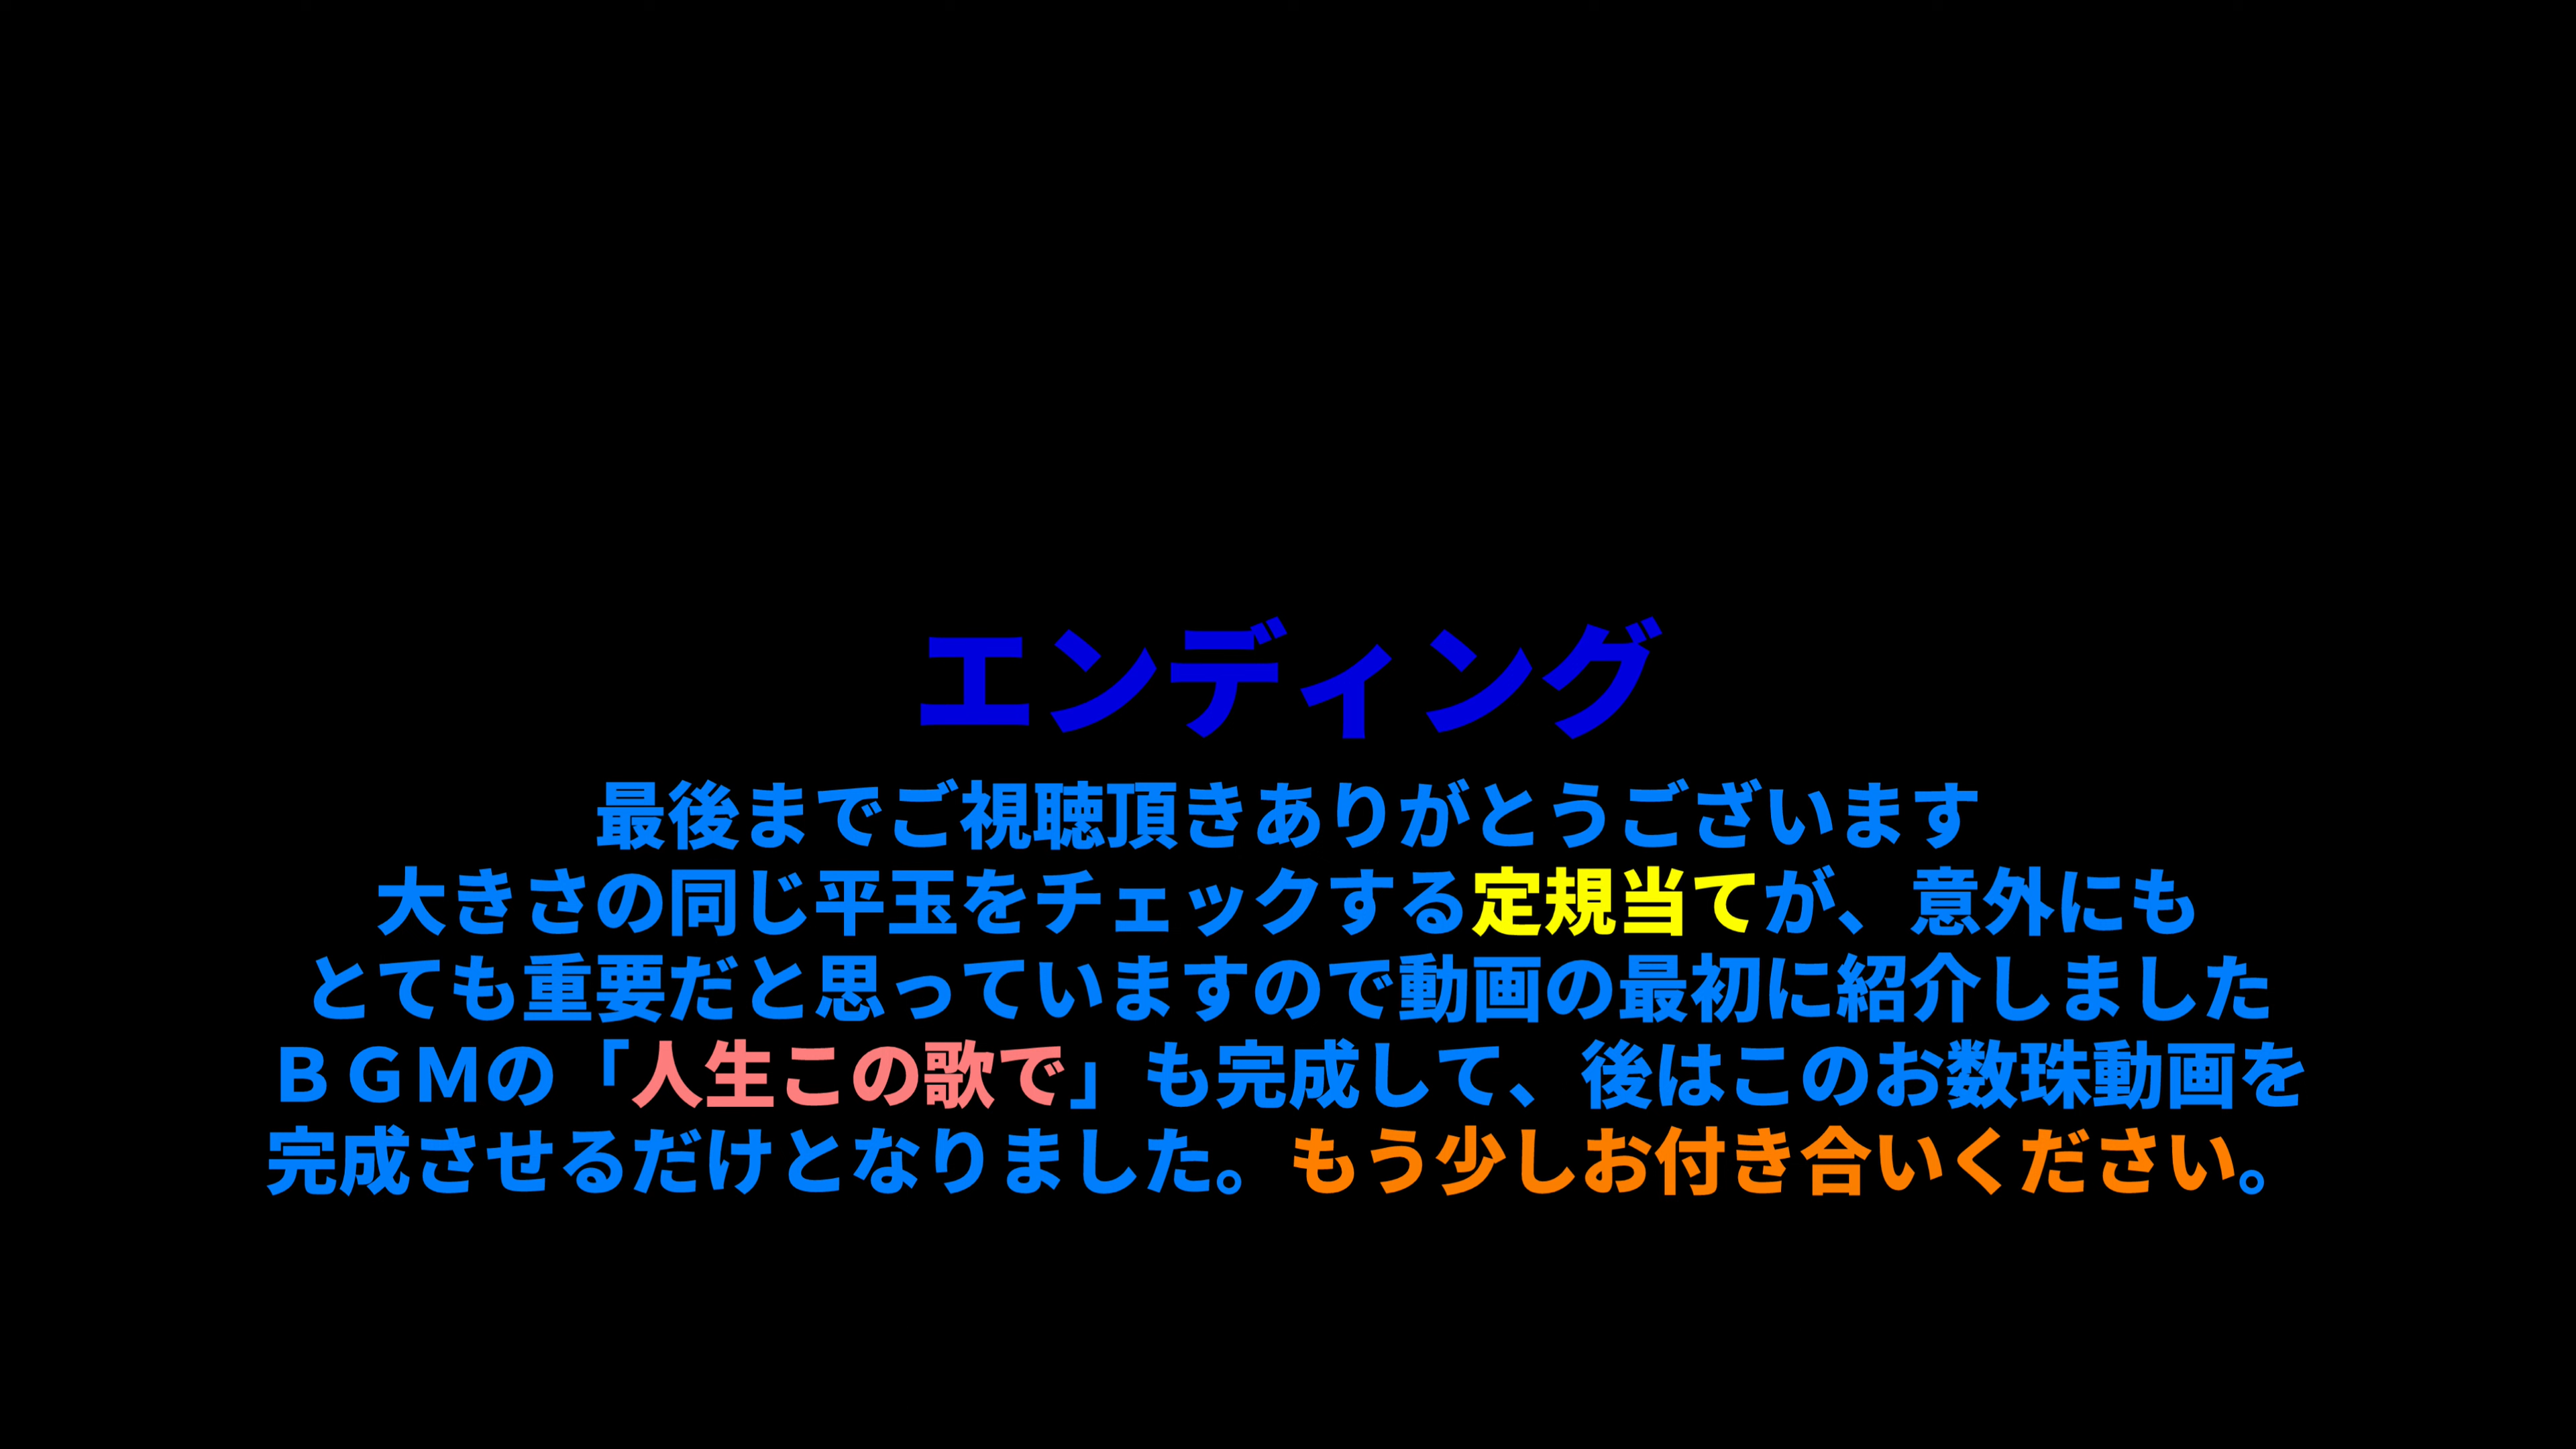 エンディング
最後までご視聴頂きありがとうございます
大きさの同じ平玉をチェックする定規当てが、意外にも
とても重要だと思っていますので動画の最初に紹介しました
ＢＧＭの「人生この歌で」も完成して、後はこのお数珠動画を
完成させるだけとなりました。もう少しお付き合いください。